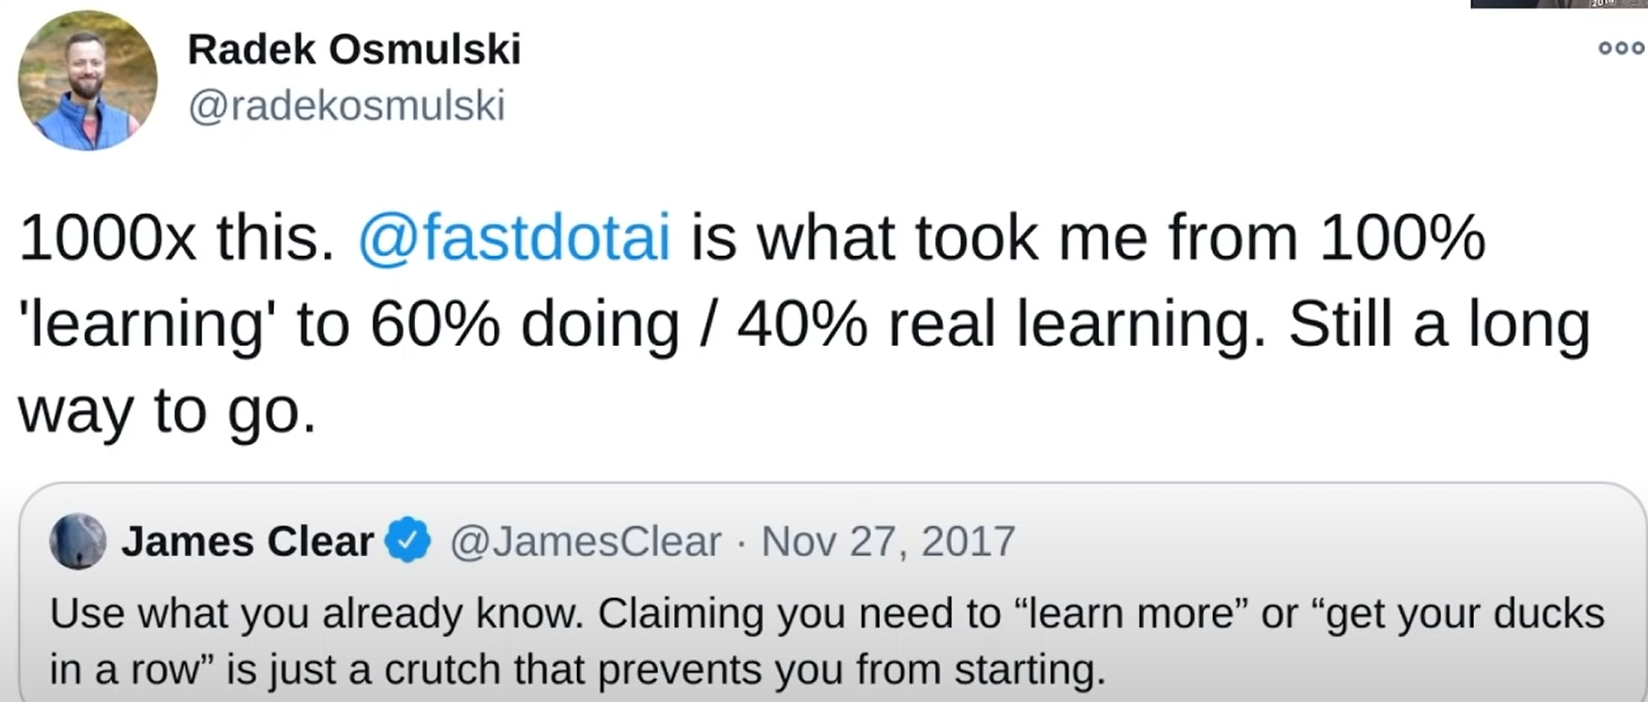 Radek Osmulski
@radekosmulski
1000x this. @fastdotai is what took me from 100%
'learning' to 60% doing / 40% real learning. Still a long
way to go.
James Clear @JamesClear · Nov 27, 2017
Use what you already know. Claiming you need to “learn more” or “get your ducks
in a row” is just a crutch that prevents you from starting.